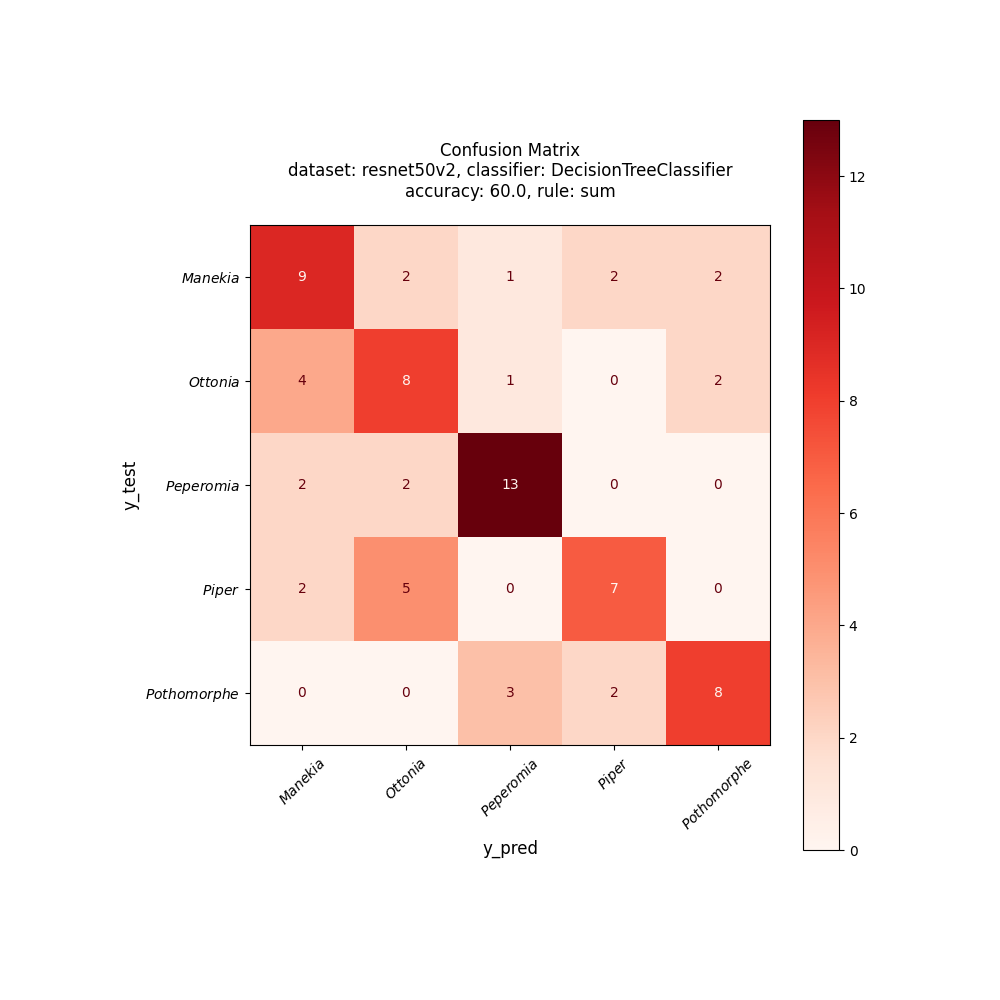 Confusion Matrix
dataset: resnet50v2, classifier: DecisionTreeClassifier
accuracy: 60.0, rule: sum
Manekia 9 2 1 2 2
Ottonia 4 8 1 0 2
Peperomia 2 2 13 0 0
Piper 2 5 0 7 0
Pothomorphe 0 0 3 2 8
Manekia Ottonia Peperomia Piper Pothomorphe
y_pred
y_test
12
10
8
6
4
2
0